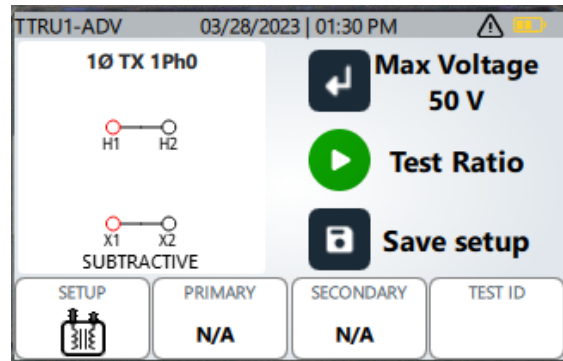 TTRU1-ADV 03/28/2023 | 01:30 PM
1Ø TX 1Ph0
H1 H2
X1 X2
SUBTRACTIVE
Max Voltage
50 V
Test Ratio
Save setup
SETUP PRIMARY SECONDARY TEST ID
N/A N/A